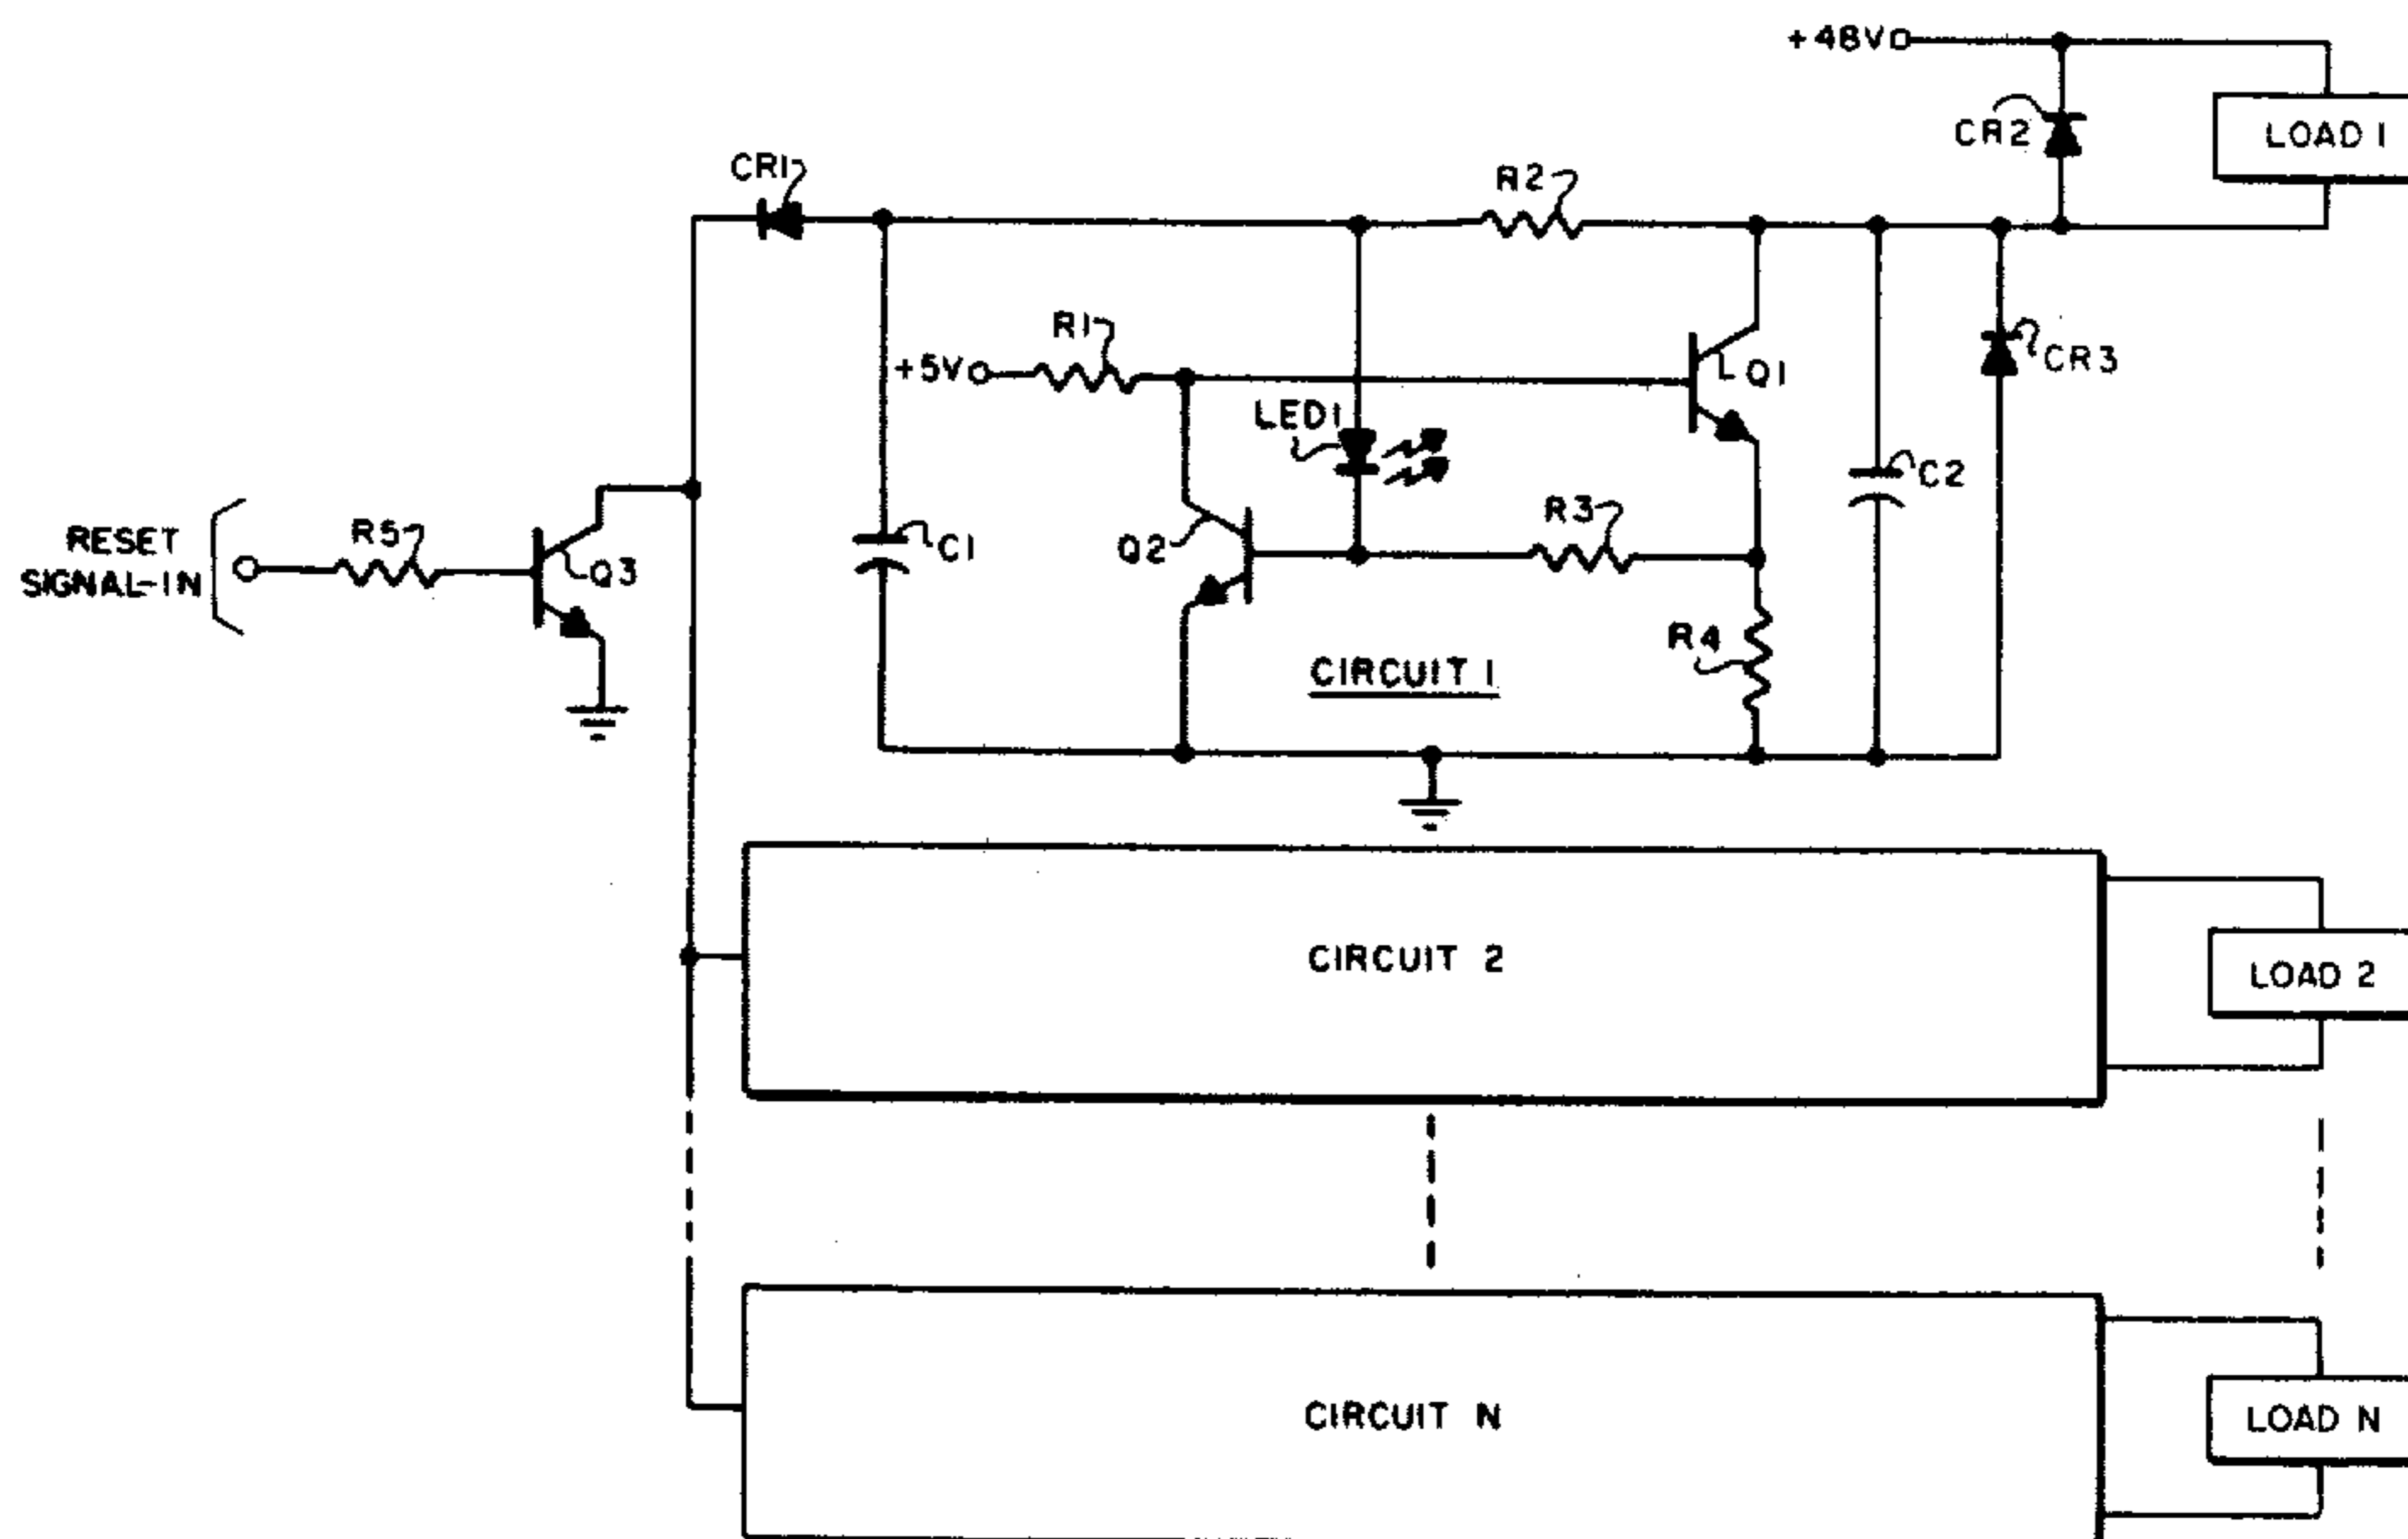 +48V
CR2
LOAD 1
CR1
R2
R1
+5V
Q1
CR3
LED1
C2
R3
RESET
SIGNAL-IN
R5
Q3
C1
Q2
R4
CIRCUIT 1
CIRCUIT 2
LOAD 2
CIRCUIT N
LOAD N